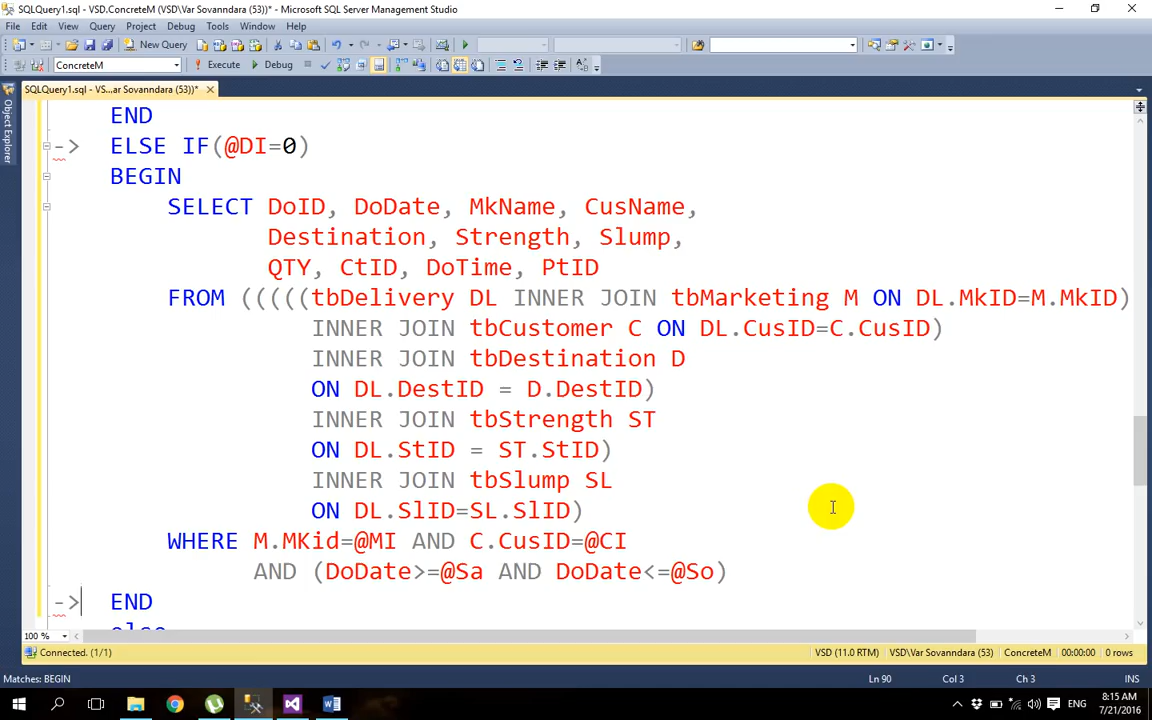 SQLQuery1.sql - VSD.ConcreteM (VSD\Var Sovanndara (53))* - Microsoft SQL Server Management Studio
File Edit View Query Project Debug Tools Window Help
New Query
ConcreteM Execute Debug
SQLQuery1.sql - VS...ar Sovanndara (53))*
Object Explorer
END
-> ELSE IF(@DI=0)
BEGIN
SELECT DoID, DoDate, MkName, CusName,
Destination, Strength, Slump,
QTY, CtID, DoTime, PtID
FROM (((((tbDelivery DL INNER JOIN tbMarketing M ON DL.MkID=M.MkID)
INNER JOIN tbCustomer C ON DL.CusID=C.CusID)
INNER JOIN tbDestination D
ON DL.DestID = D.DestID)
INNER JOIN tbStrength ST
ON DL.StID = ST.StID)
INNER JOIN tbSlump SL
ON DL.SlID=SL.SlID)
WHERE M.MKid=@MI AND C.CusID=@CI
AND (DoDate>=@Sa AND DoDate<=@So)
-> END
else
100 %
Connected. (1/1) VSD (11.0 RTM) VSD\Var Sovanndara (53) ConcreteM 00:00:00 0 rows
Matches: BEGIN Ln 90 Col 3 Ch 3 INS
ENG 8:15 AM
7/21/2016